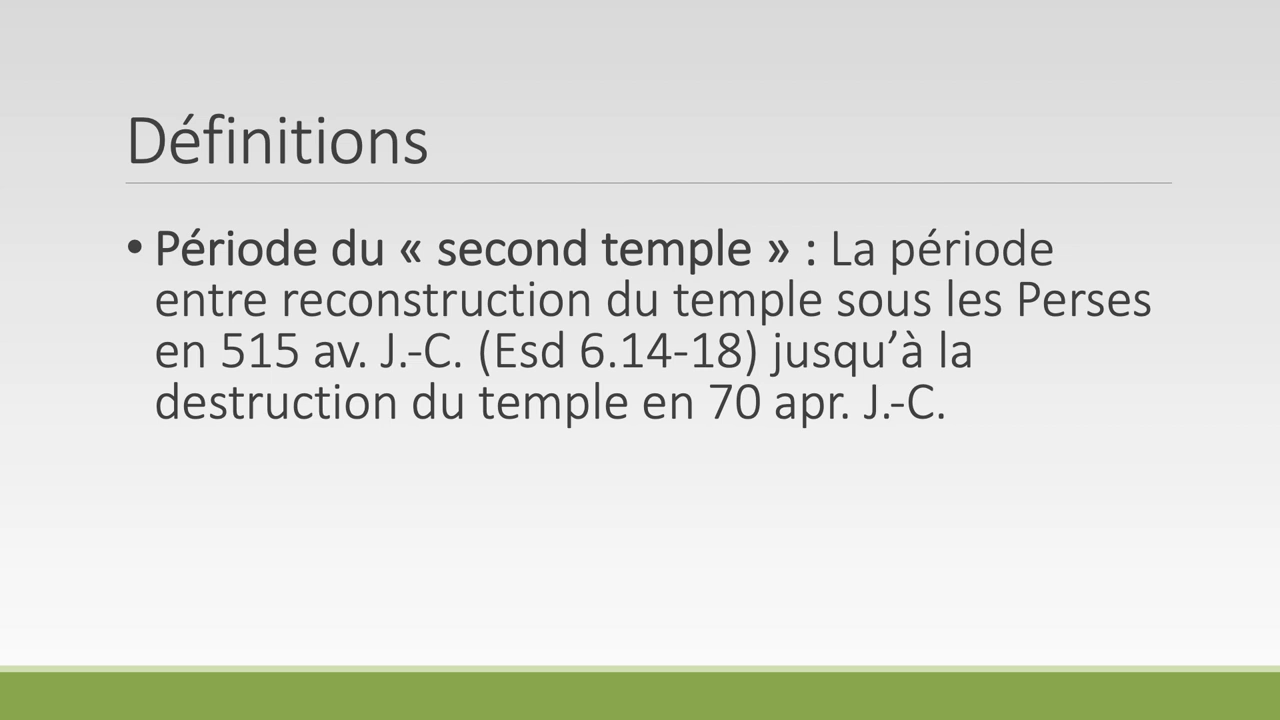 Définitions
• Période du « second temple » : La période
entre reconstruction du temple sous les Perses
en 515 av. J.-C. (Esd 6.14-18) jusqu’à la
destruction du temple en 70 apr. J.-C.